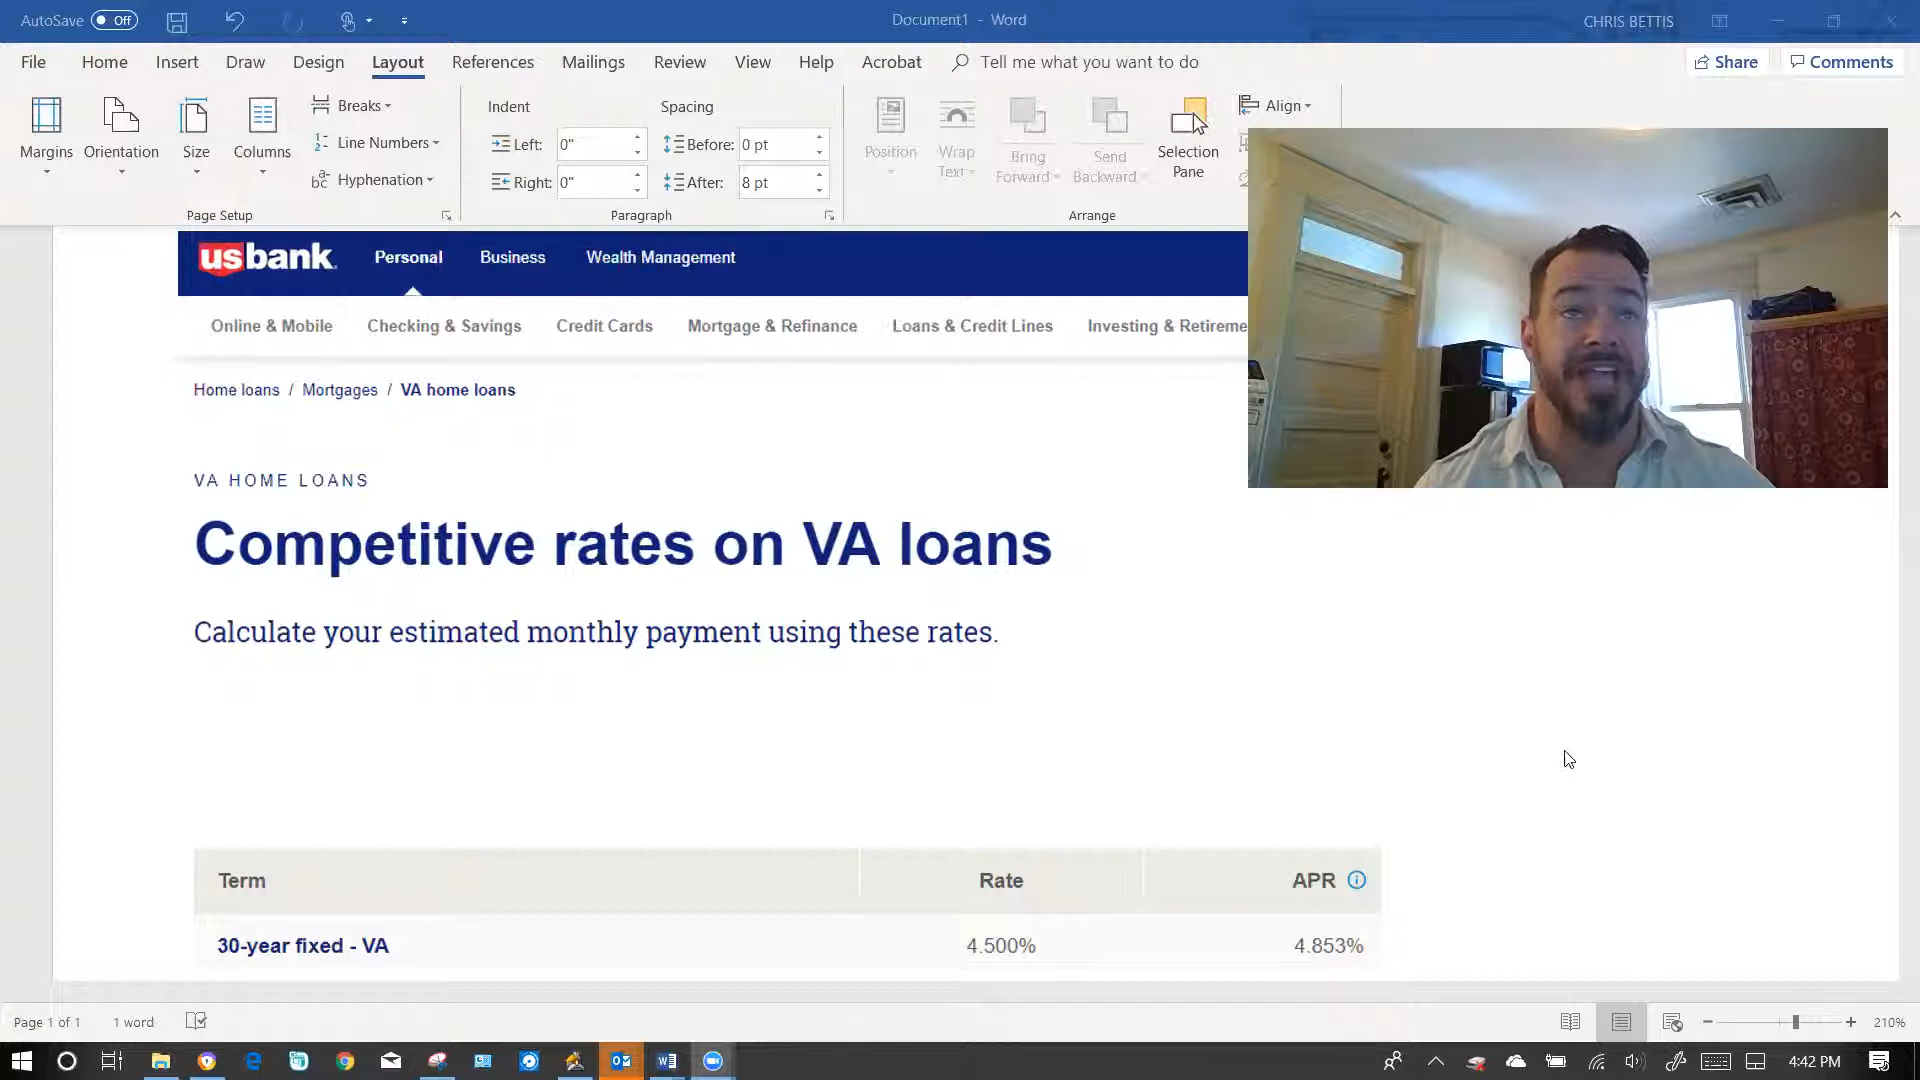 AutoSave Off Document1 - Word CHRIS BETTIS
File Home Insert Draw Design Layout References Mailings Review View Help Acrobat Tell me what you want to do Share Comments
Margins Orientation Size Columns
Breaks
Line Numbers
Hyphenation
Page Setup
Indent Spacing
Left: 0" Before: 0 pt
Right: 0" After: 8 pt
Paragraph
Position Wrap Text Bring Forward Send Backward Selection Pane Align
Arrange
usbank. Personal Business Wealth Management
Online & Mobile Checking & Savings Credit Cards Mortgage & Refinance Loans & Credit Lines Investing & Retireme
Home loans / Mortgages / VA home loans
VA HOME LOANS
Competitive rates on VA loans
Calculate your estimated monthly payment using these rates.
Term Rate APR
30-year fixed - VA 4.500% 4.853%
Page 1 of 1 1 word 210%
4:42 PM